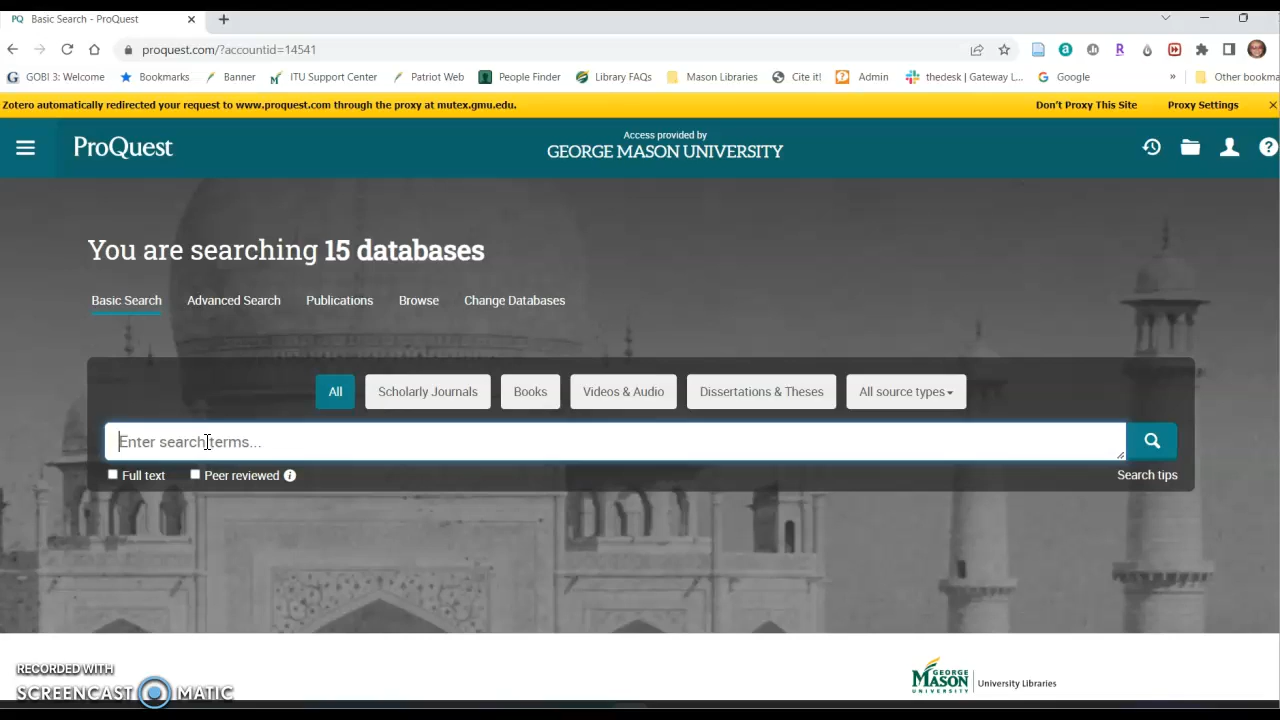 PQ Basic Search - ProQuest
proquest.com/?accountid=14541
GOBI 3: Welcome Bookmarks Banner ITU Support Center Patriot Web People Finder Library FAQs Mason Libraries Cite it! Admin thedesk | Gateway L... Google » Other bookma
Zotero automatically redirected your request to www.proquest.com through the proxy at mutex.gmu.edu. Don't Proxy This Site Proxy Settings
ProQuest
Access provided by
GEORGE MASON UNIVERSITY
You are searching 15 databases
Basic Search Advanced Search Publications Browse Change Databases
All Scholarly Journals Books Videos & Audio Dissertations & Theses All source types
Enter search terms...
Full text Peer reviewed Search tips
RECORDED WITH
SCREENCAST MATIC
GEORGE
MASON
UNIVERSITY
University Libraries